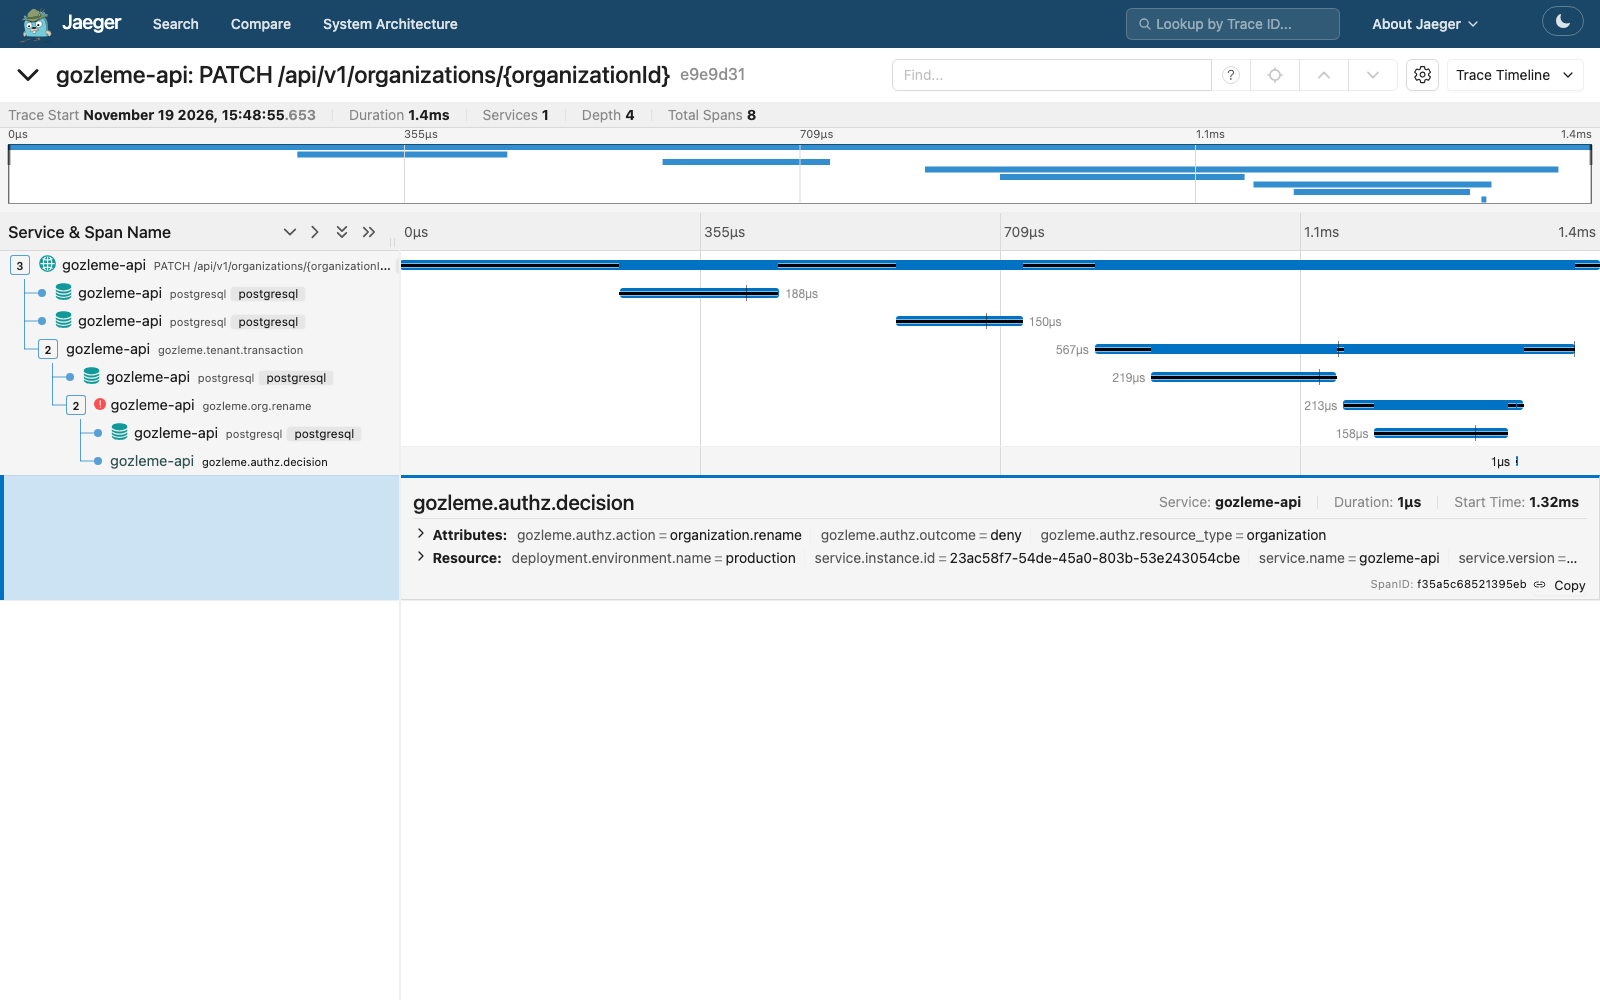 Jaeger Search Compare System Architecture Lookup by Trace ID... About Jaeger
gozleme-api: PATCH /api/v1/organizations/{organizationId} e9e9d31 Find... ? Trace Timeline
Trace Start November 19 2026, 15:48:55.653 Duration 1.4ms Services 1 Depth 4 Total Spans 8
0μs 355μs 709μs 1.1ms 1.4ms
Service & Span Name 0μs 355μs 709μs 1.1ms 1.4ms
3 gozleme-api PATCH /api/v1/organizations/{organizationI...
gozleme-api postgresql postgresql 188μs
gozleme-api postgresql postgresql 150μs
2 gozleme-api gozleme.tenant.transaction 567μs
gozleme-api postgresql postgresql 219μs
2 gozleme-api gozleme.org.rename 213μs
gozleme-api postgresql postgresql 158μs
gozleme-api gozleme.authz.decision 1μs
gozleme.authz.decision Service: gozleme-api Duration: 1μs Start Time: 1.32ms
Attributes: gozleme.authz.action = organization.rename gozleme.authz.outcome = deny gozleme.authz.resource_type = organization
Resource: deployment.environment.name = production service.instance.id = 23ac58f7-54de-45a0-803b-53e243054cbe service.name = gozleme-api service.version =...
SpanID: f35a5c68521395eb Copy